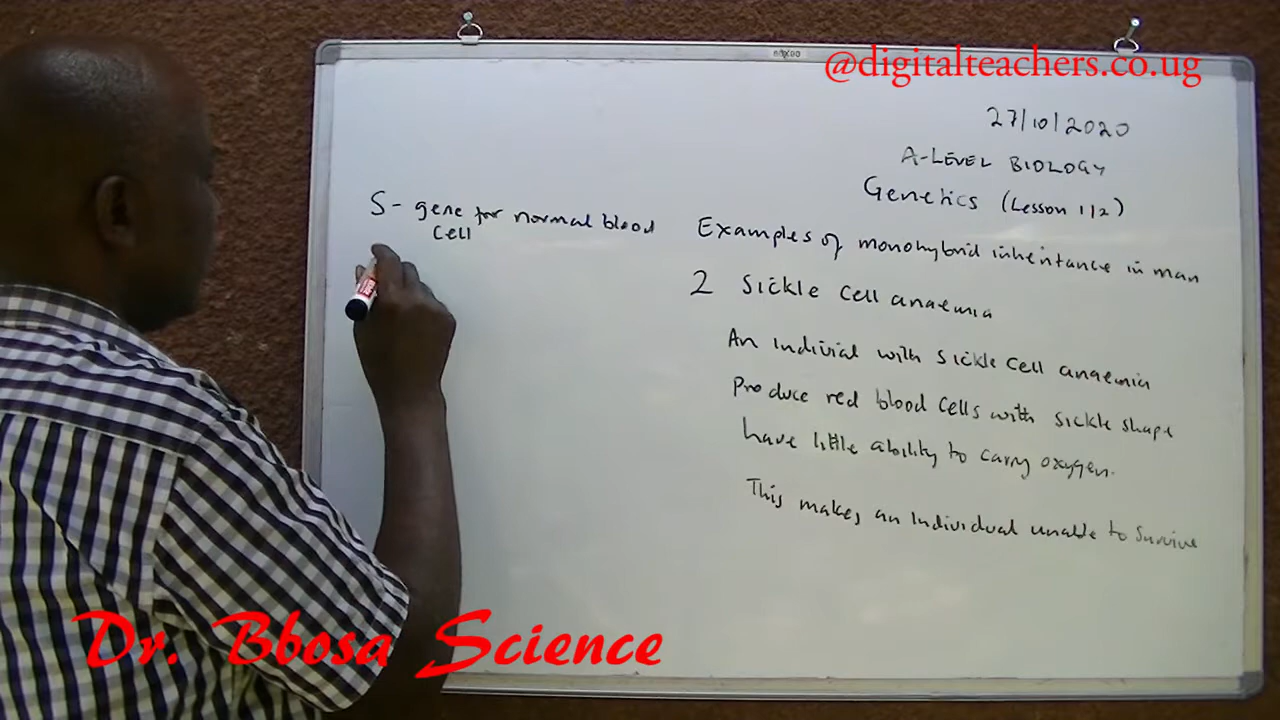 @digitalteachers.co.ug
27/10/2020
A-LEVEL BIOLOGY
Genetics (Lesson 1/2)
S - gene for normal blood
cell
Examples of monohybrid inheritance in man
2 Sickle cell anaemia
An indivial with sickle cell anaemia
Produce red blood cells with sickle shape
have little ability to carry oxygen.
This makes an individual unable to survive
Dr. Bbosa Science